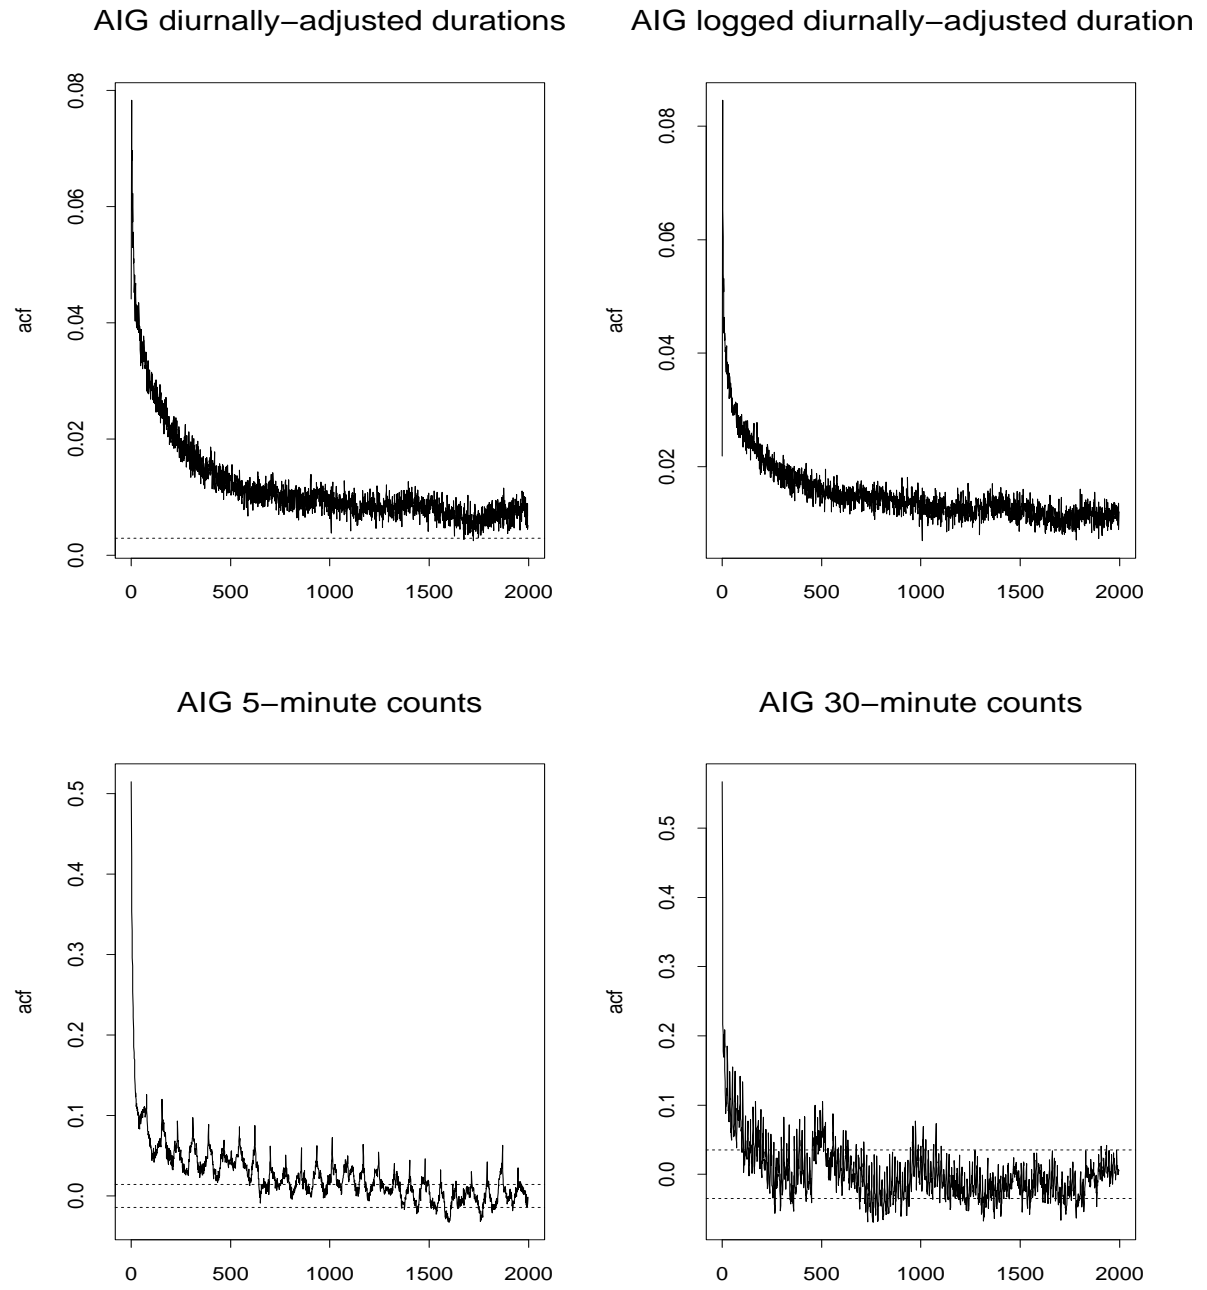 AIG diurnally−adjusted durations
acf
0.08
0.06
0.04
0.02
0.0
0 500 1000 1500 2000
AIG logged diurnally−adjusted duration
acf
0.08
0.06
0.04
0.02
0 500 1000 1500 2000
AIG 5−minute counts
acf
0.5
0.4
0.3
0.2
0.1
0.0
0 500 1000 1500 2000
AIG 30−minute counts
acf
0.5
0.4
0.3
0.2
0.1
0.0
0 500 1000 1500 2000